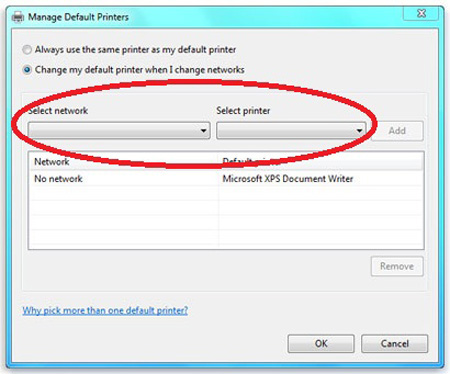 Manage Default Printers
Always use the same printer as my default printer
Change my default printer when I change networks
Select network Select printer
Add
Network Default printer
No network Microsoft XPS Document Writer
Remove
Why pick more than one default printer?
OK Cancel